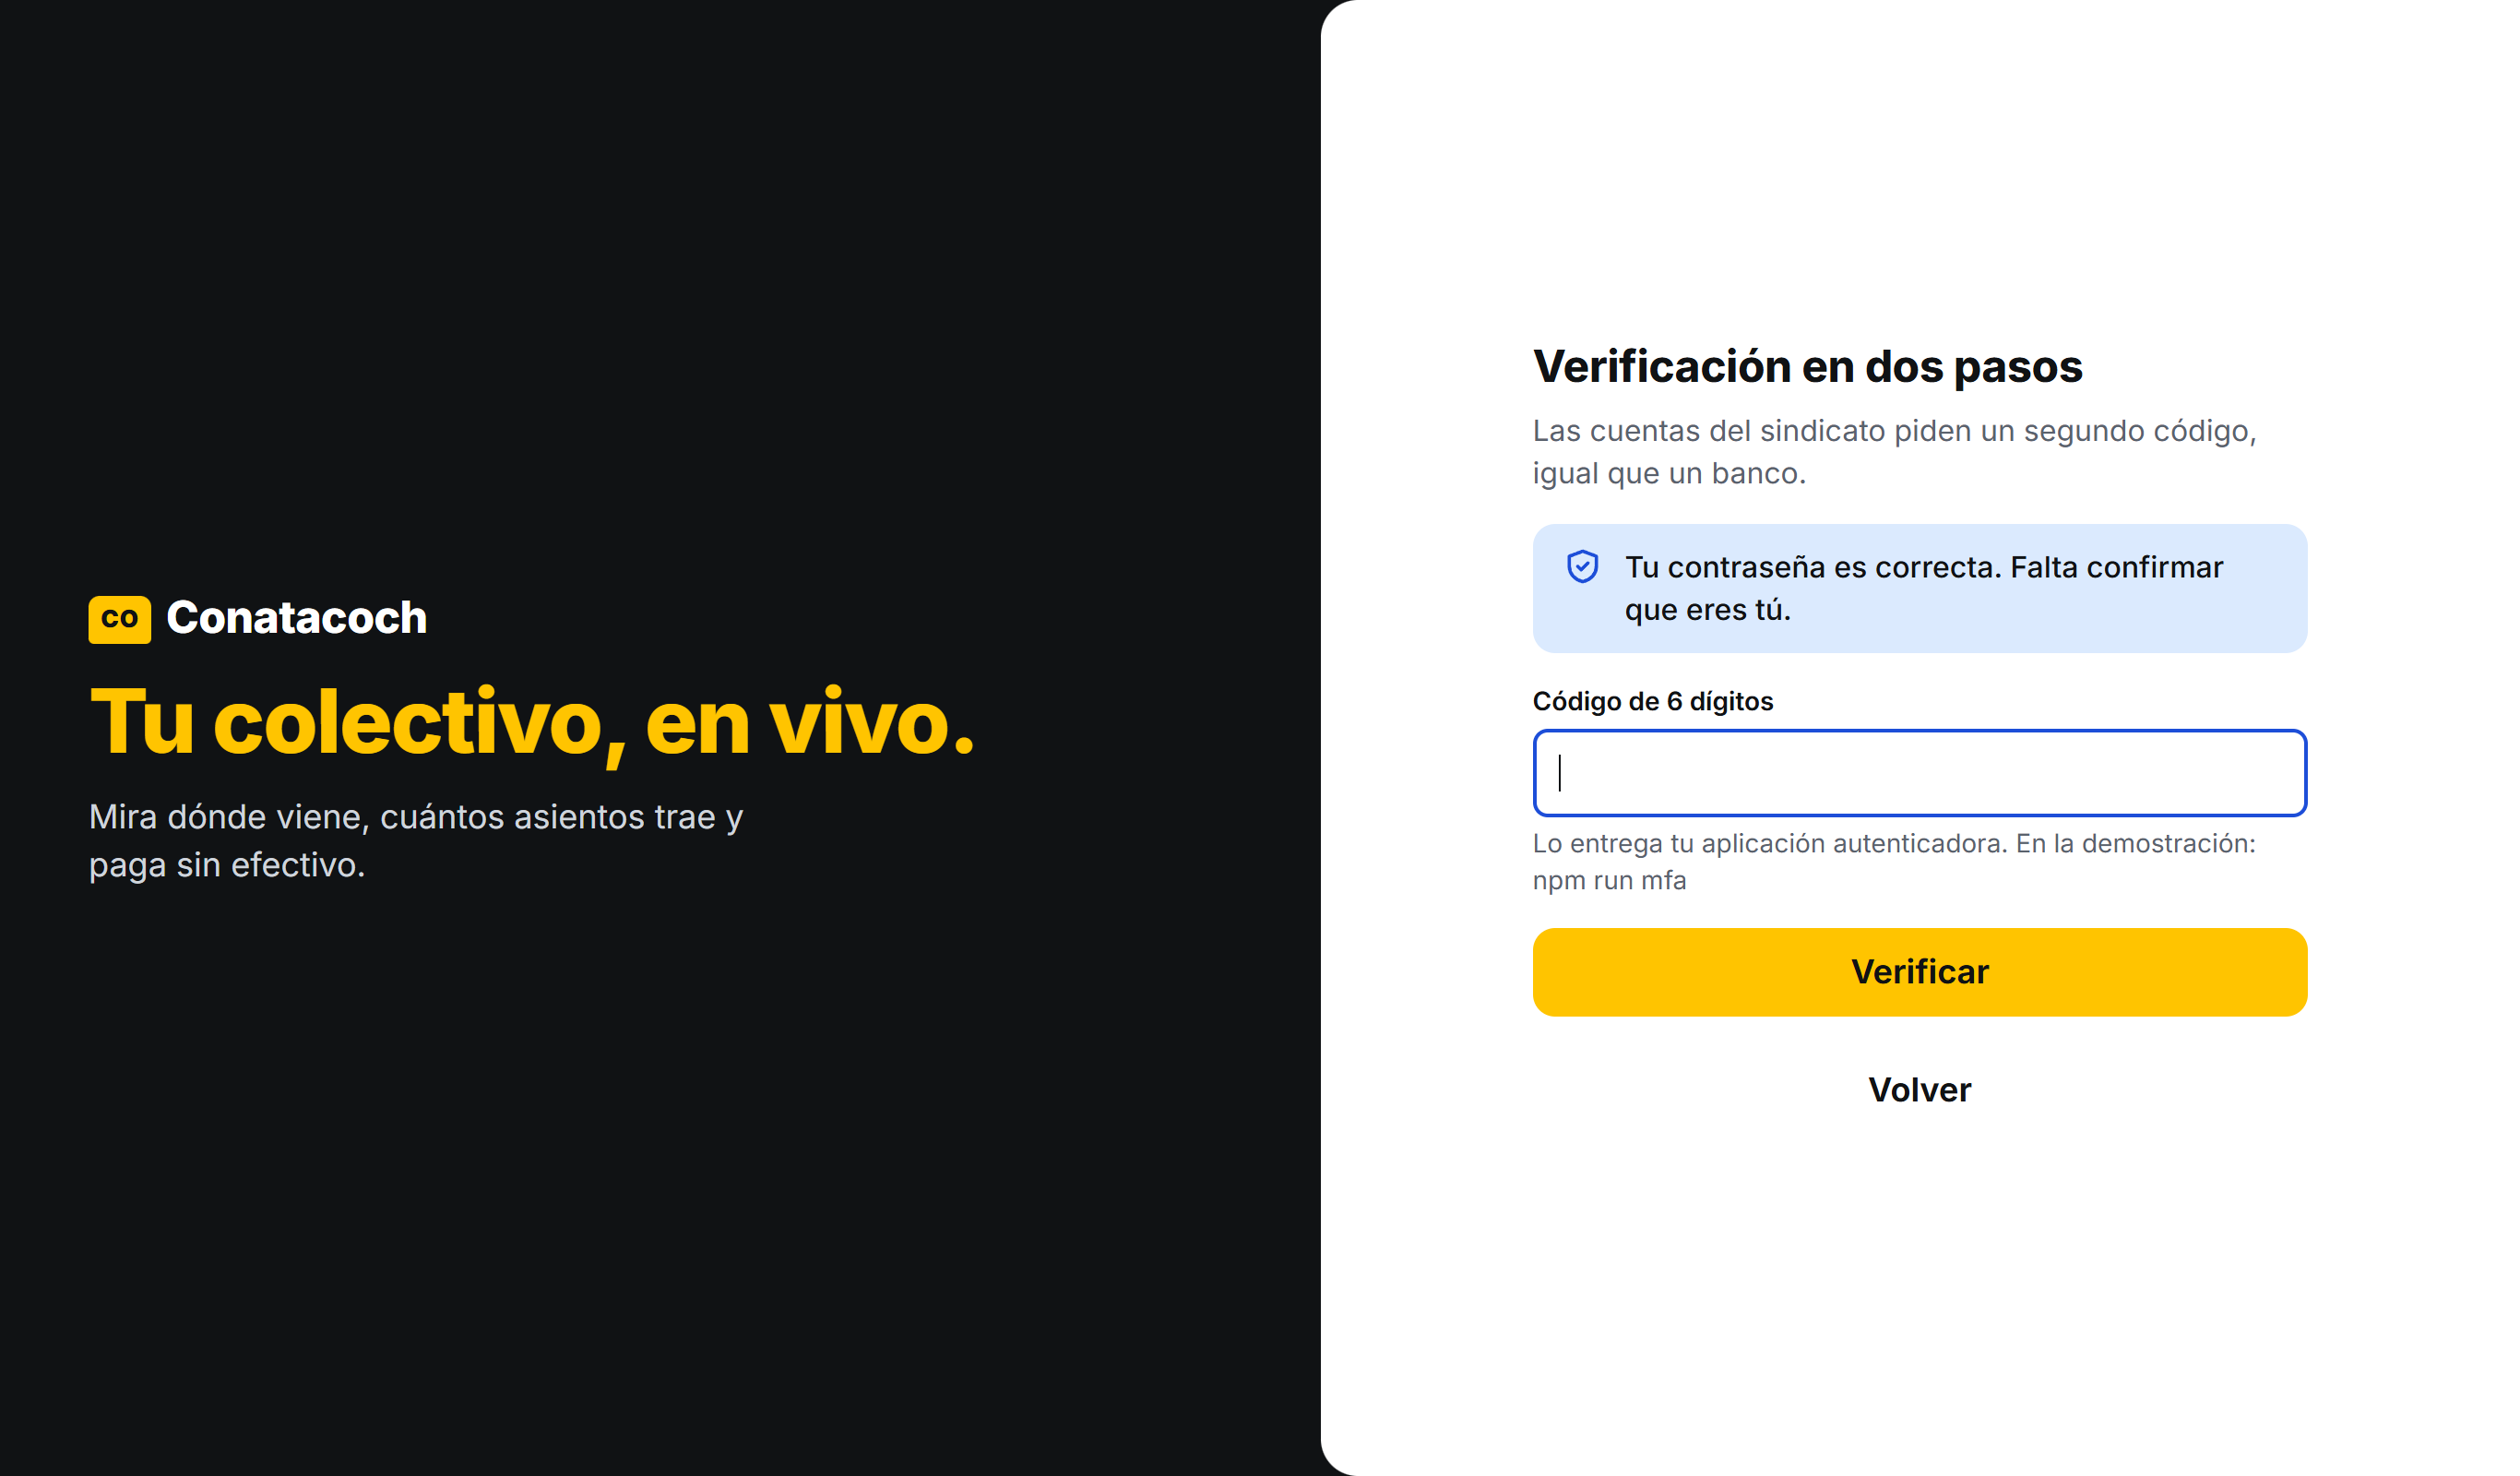 co Conatacoch
Tu colectivo, en vivo.
Mira dónde viene, cuántos asientos trae y
paga sin efectivo.
Verificación en dos pasos
Las cuentas del sindicato piden un segundo código,
igual que un banco.
Tu contraseña es correcta. Falta confirmar
que eres tú.
Código de 6 dígitos
Lo entrega tu aplicación autenticadora. En la demostración:
npm run mfa
Verificar
Volver